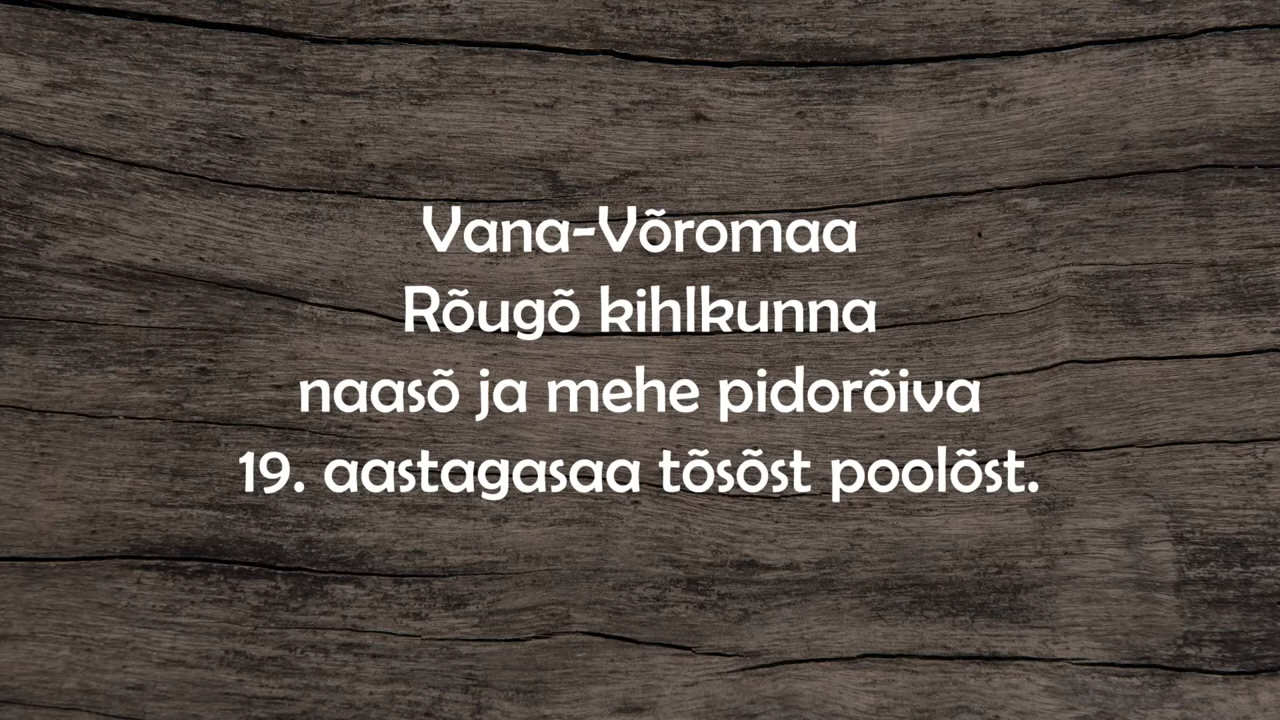 Vana-Võromaa
Rõugõ kihlkunna
naasõ ja mehe pidorõiva
19. aastagasaa tõsõst poolõst.